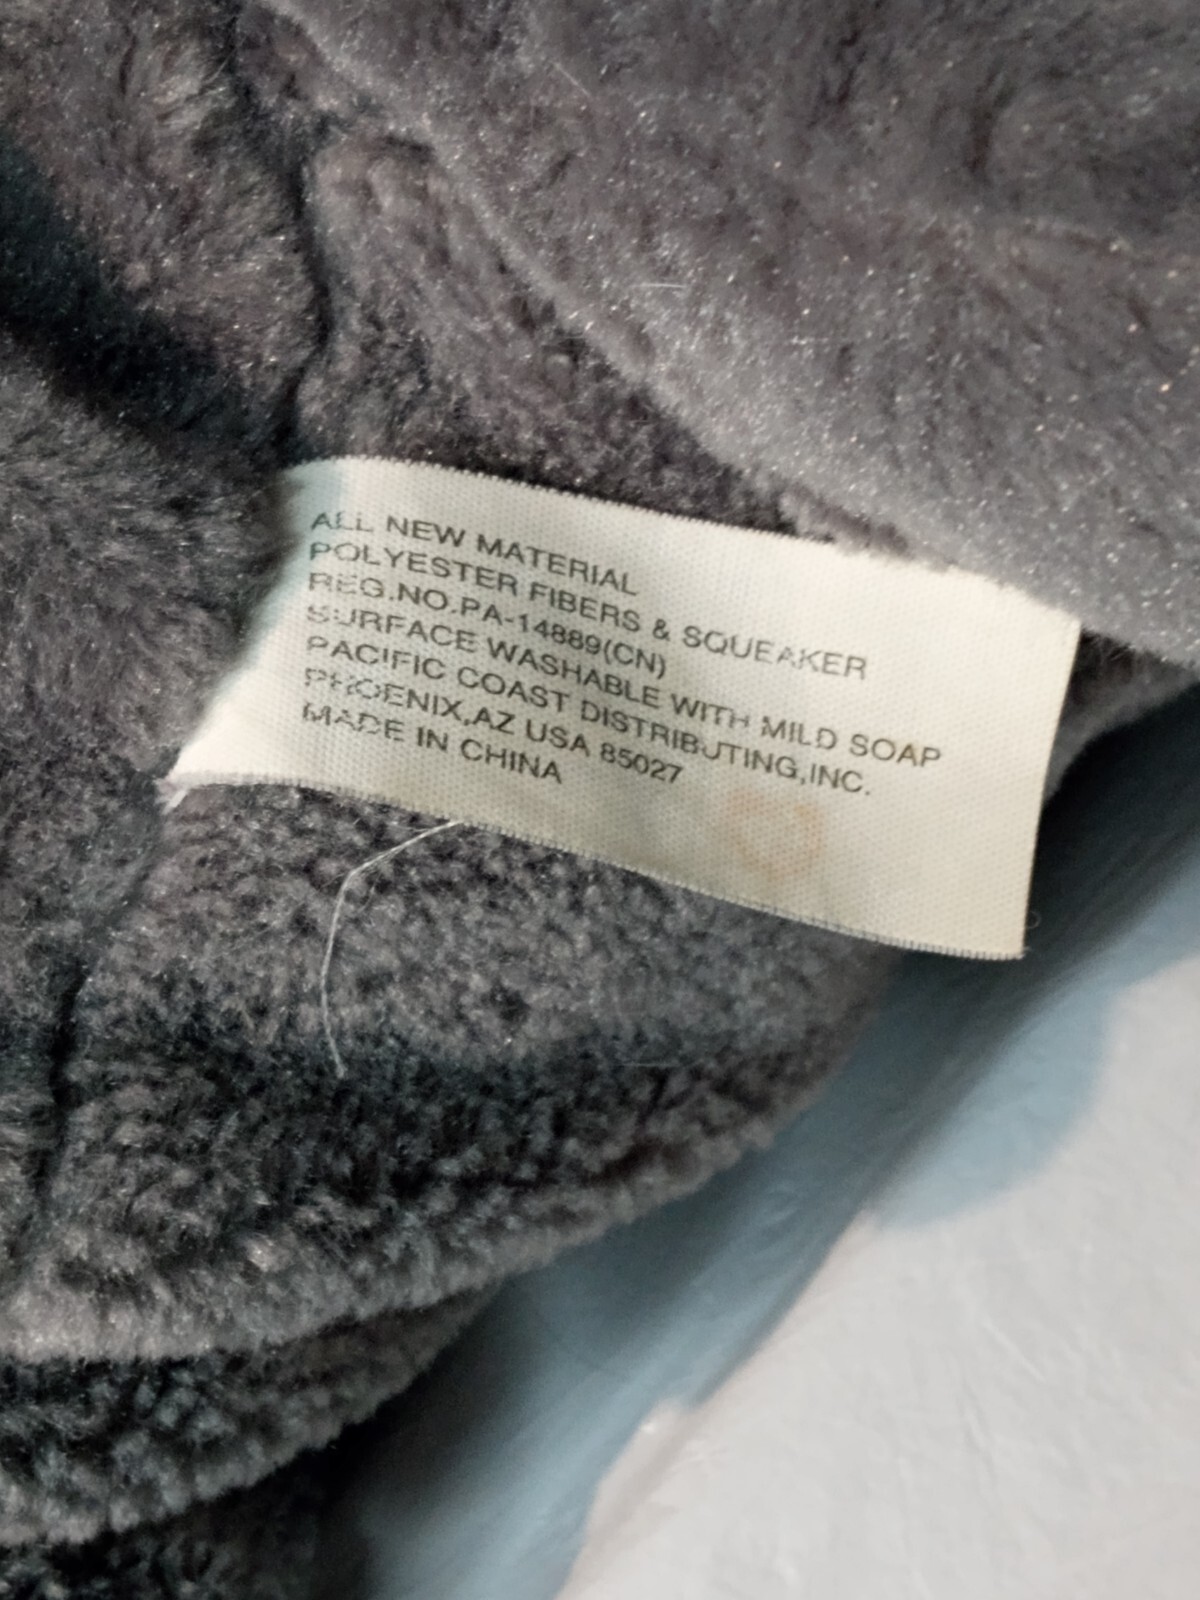 ALL NEW MATERIAL
POLYESTER FIBERS & SQUEAKER
REG.NO.PA-14889(CN)
SURFACE WASHABLE WITH MILD SOAP
PACIFIC COAST DISTRIBUTING,INC.
PHOENIX,AZ USA 85027
MADE IN CHINA